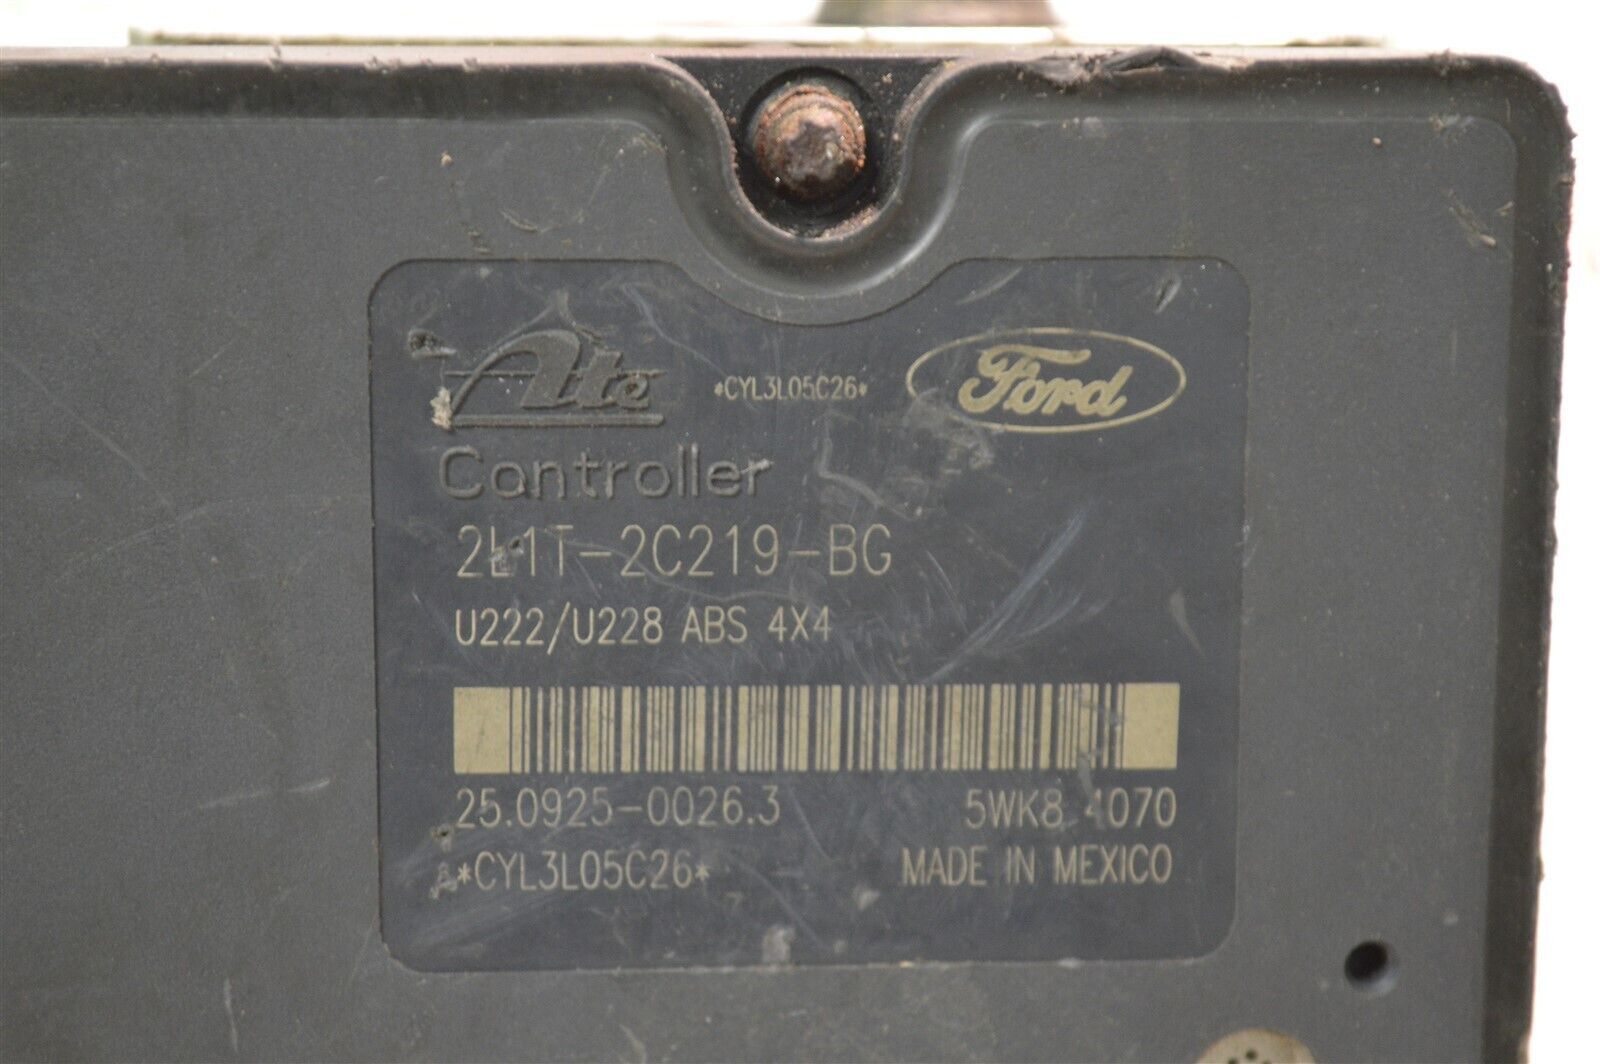 Ate *CYL3L05C26* Ford
Controller
2L1T-2C219-BG
U222/U228 ABS 4X4
25.0925-0026.3 5WK8 4070
*CYL3L05C26* MADE IN MEXICO